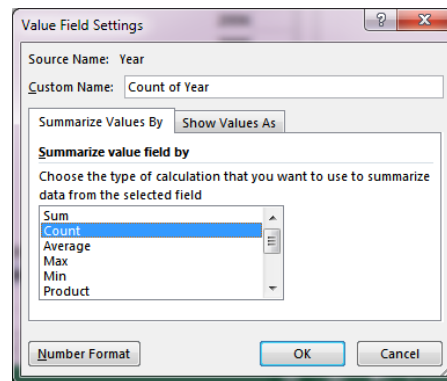 Value Field Settings
Source Name: Year
Custom Name: Count of Year
Summarize Values By Show Values As
Summarize value field by
Choose the type of calculation that you want to use to summarize
data from the selected field
Sum
Count
Average
Max
Min
Product
Number Format OK Cancel